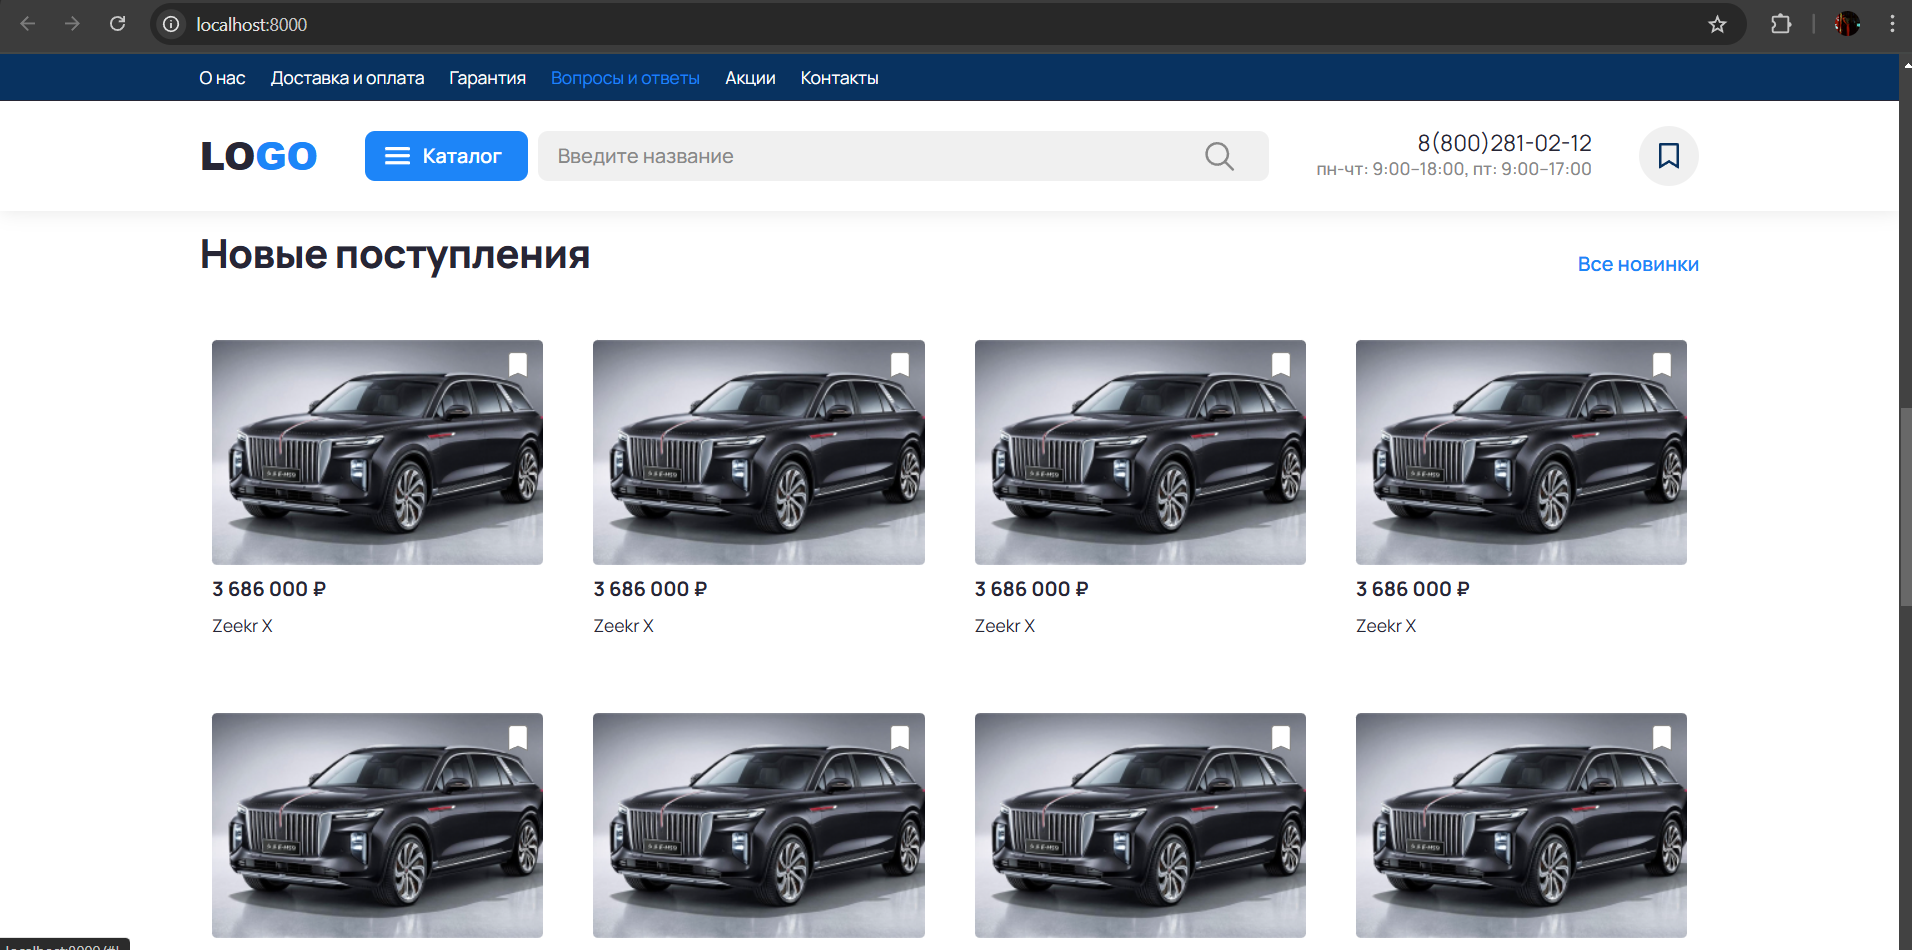 localhost:8000
О нас Доставка и оплата Гарантия Вопросы и ответы Акции Контакты
LOGO Каталог Введите название 8(800)281-02-12
пн-чт: 9:00–18:00, пт: 9:00–17:00
Новые поступления
Все новинки
3 686 000 ₽ 3 686 000 ₽ 3 686 000 ₽ 3 686 000 ₽
Zeekr X Zeekr X Zeekr X Zeekr X